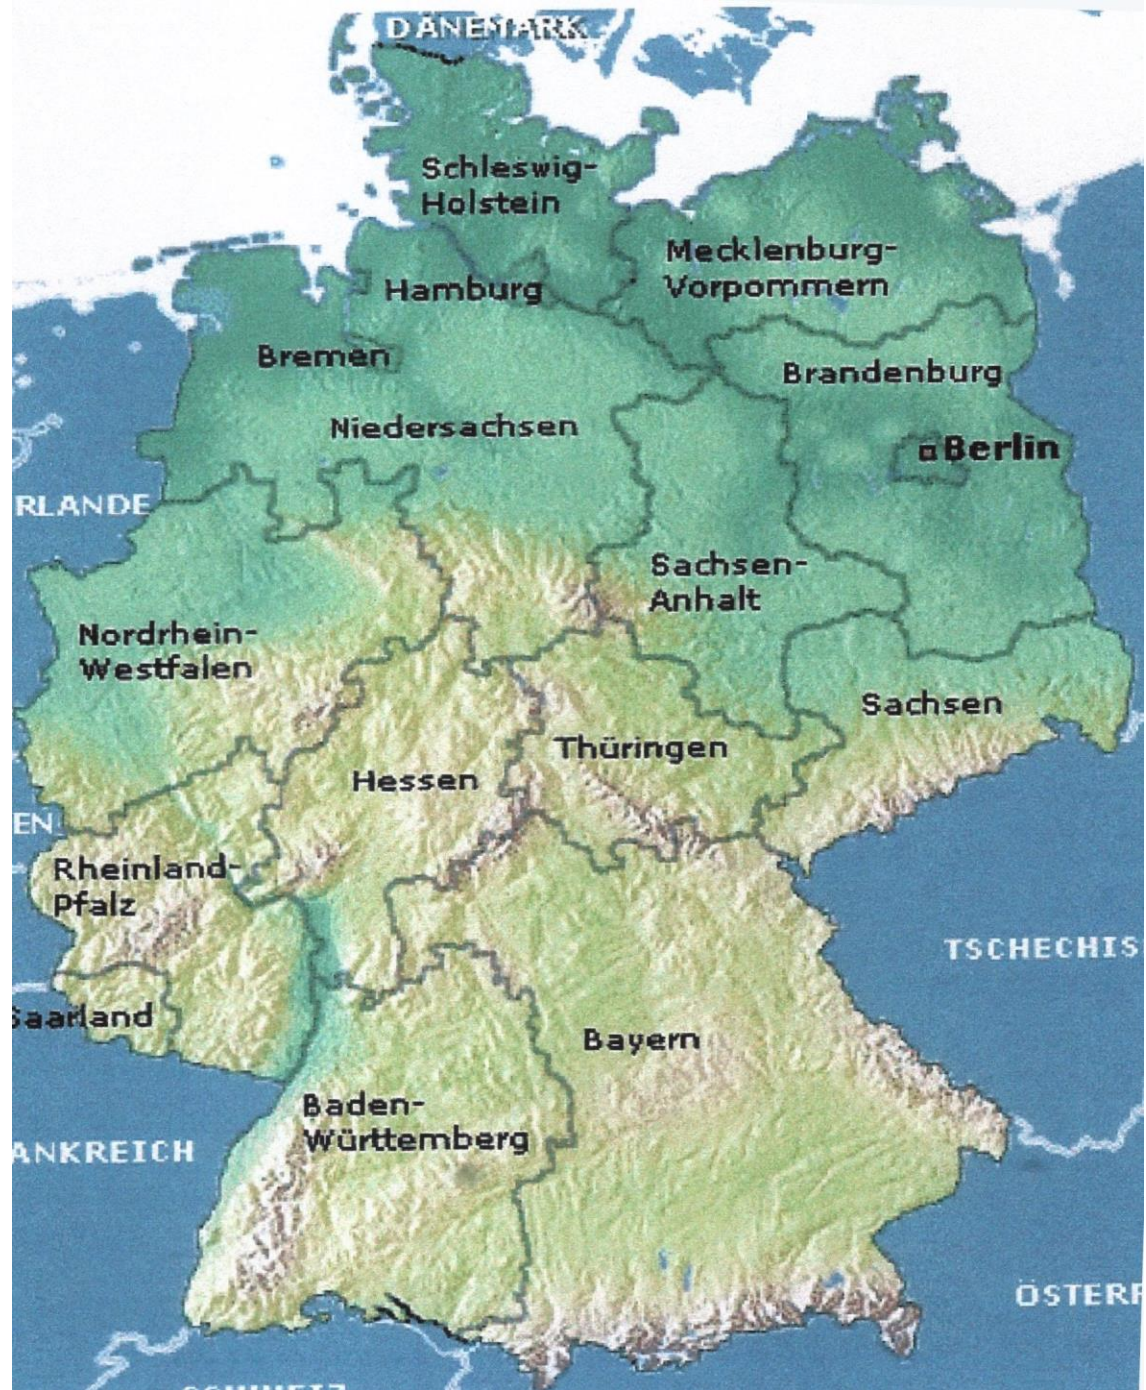 DÄNEMARK
Schleswig-
Holstein
Mecklenburg-
Vorpommern
Hamburg
Bremen
Brandenburg
Niedersachsen
Berlin
RLANDE
Sachsen-
Anhalt
Nordrhein-
Westfalen
Sachsen
Thüringen
Hessen
EN
Rheinland-
Pfalz
TSCHECHIS
Saarland
Bayern
Baden-
Württemberg
ANKREICH
ÖSTERR